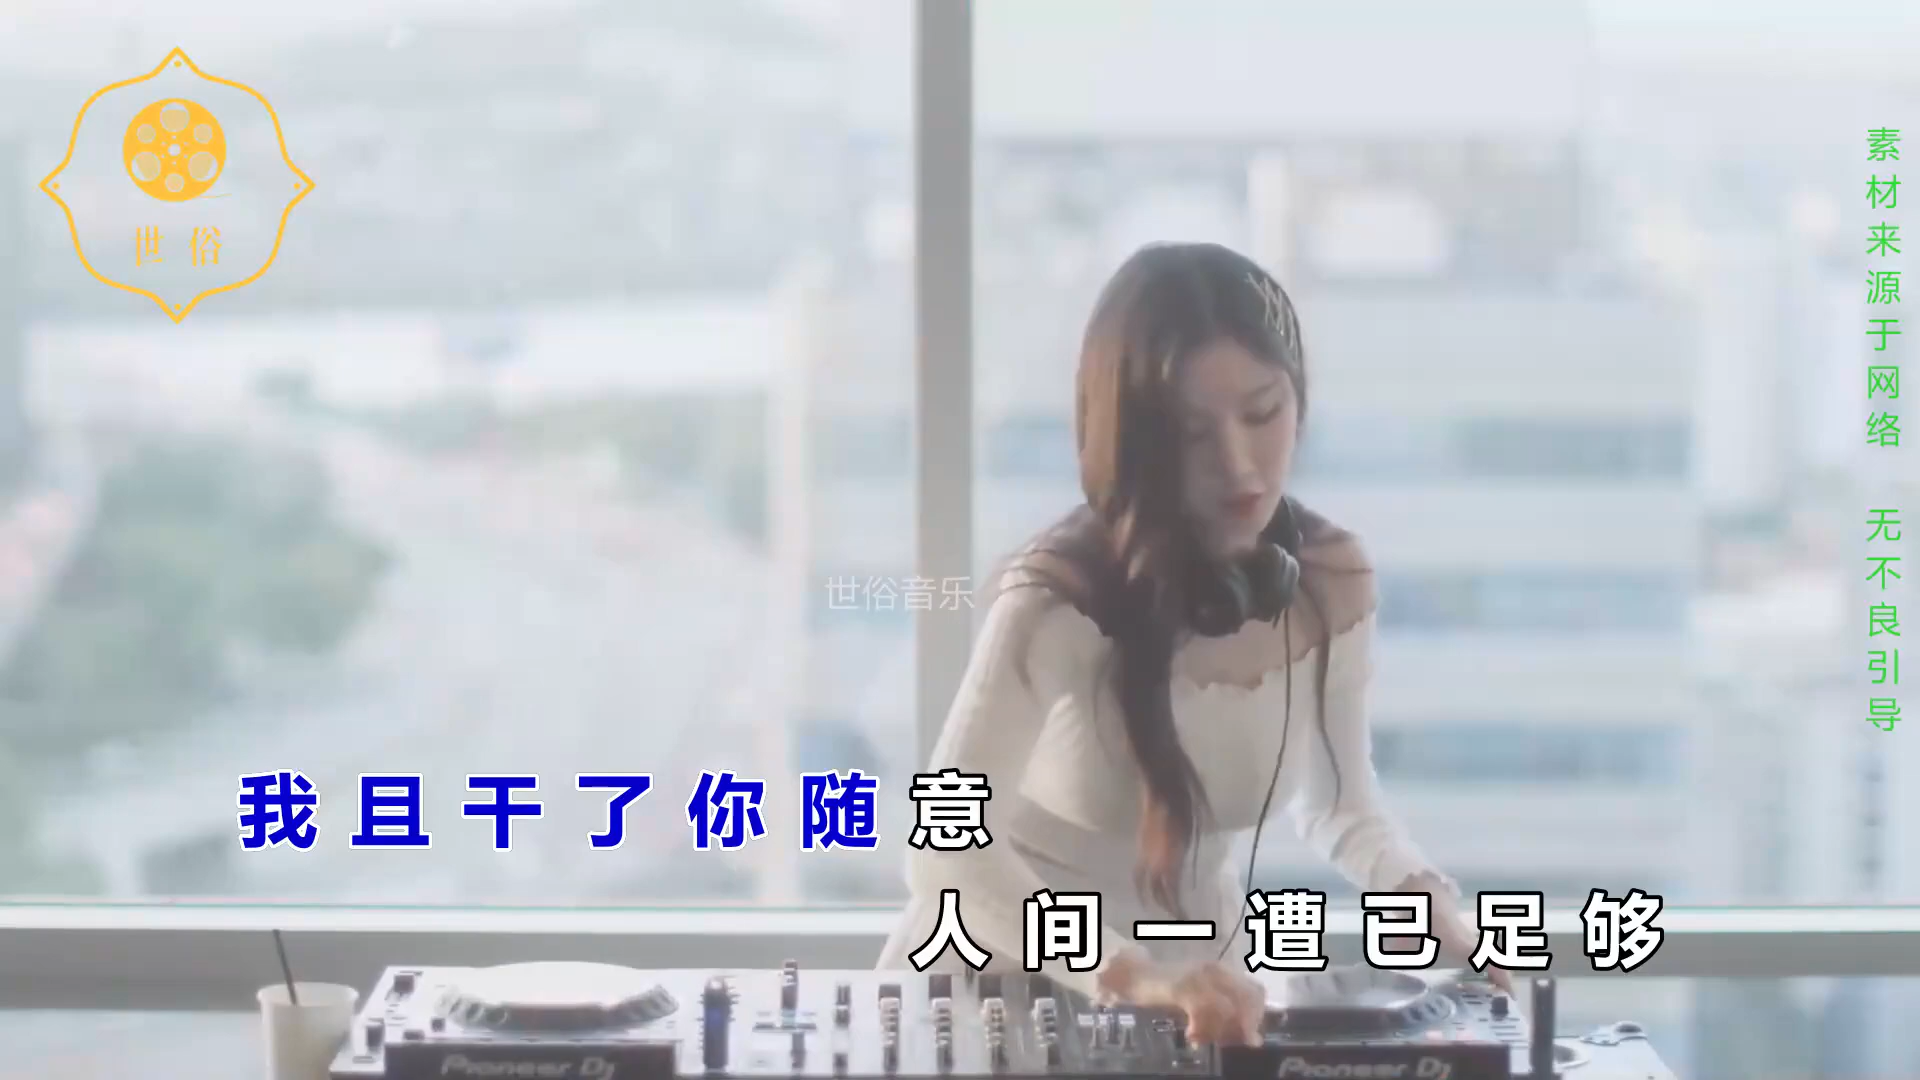 世俗
素材来源于网络 无不良引导
世俗音乐
我且干了你随意
人间一遭已足够
Pioneer Dj
Pioneer Dj